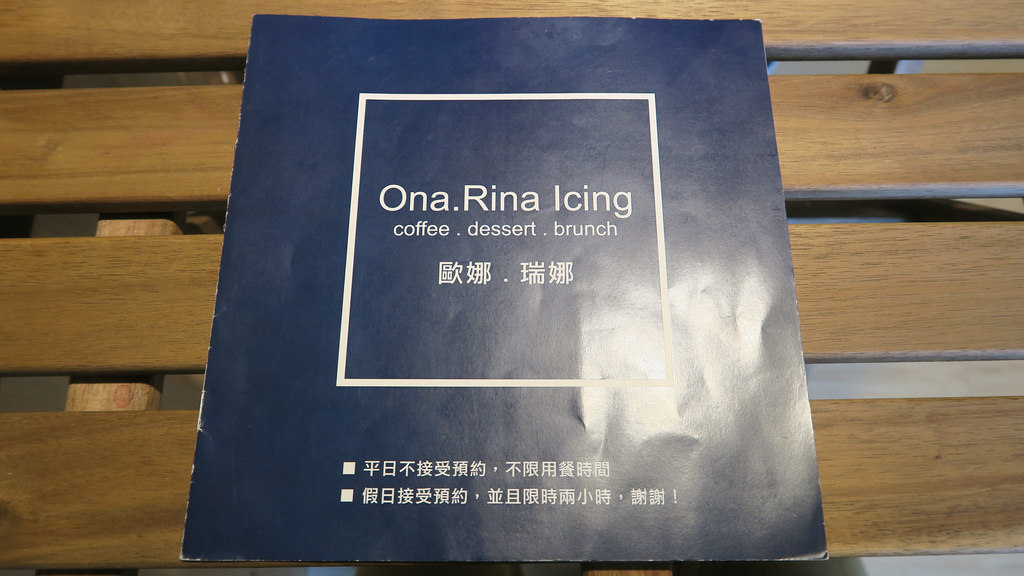 Ona.Rina Icing
coffee . dessert . brunch
歐娜 . 瑞娜
■ 平日不接受預約，不限用餐時間
■ 假日接受預約，並且限時兩小時，謝謝！